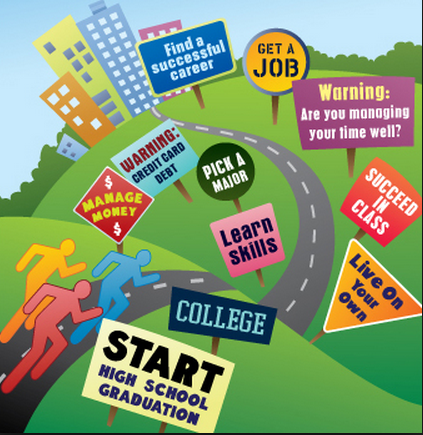 Find a
successful
career
GET A
JOB
Warning:
Are you managing
your time well?
WARNING:
CREDIT CARD
DEBT
PICK A
MAJOR
SUCCEED
IN
CLASS
$
MANAGE
MONEY
$
Learn
skills
Live On
Your
Own
COLLEGE
START
HIGH SCHOOL
GRADUATION